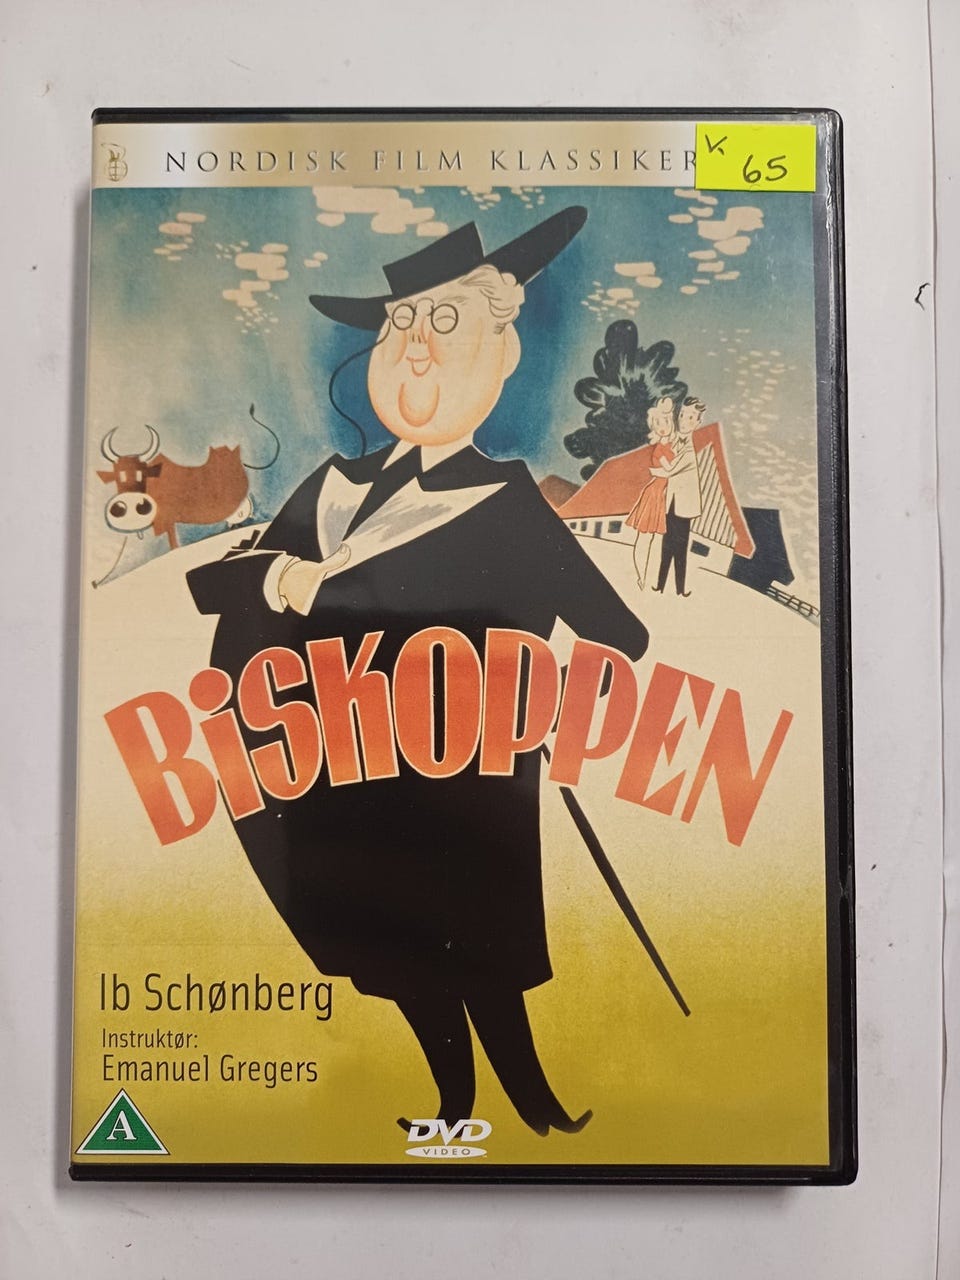 NORDISK FILM KLASSIKER
V. 65
BiSKOPPEN
Ib Schønberg
Instruktør:
Emanuel Gregers
A
DVD
VIDEO